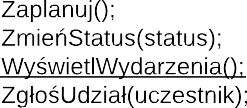 Zaplanuj();
ZmieńStatus(status);
WyświetlWydarzenia();
ZgłośUdział(uczestnik);